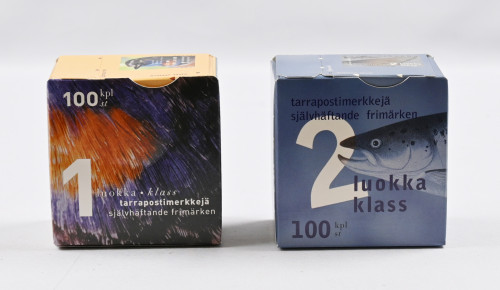 100 kpl
st
1 luokka • klass
tarrapostimerkkejä
självhäftande frimärken
tarrapostimerkkejä
självhäftande frimärken
2 luokka
klass
100 kpl
st